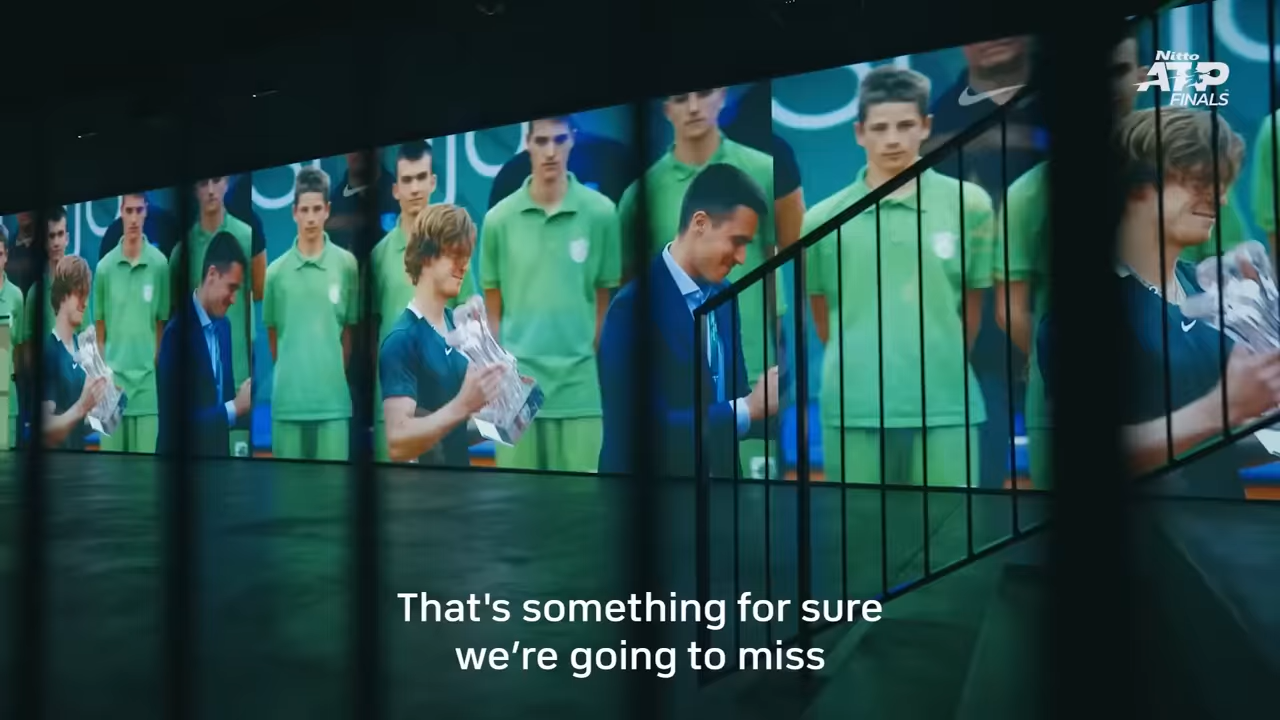 Nitto
ATP
FINALS
That's something for sure
we're going to miss